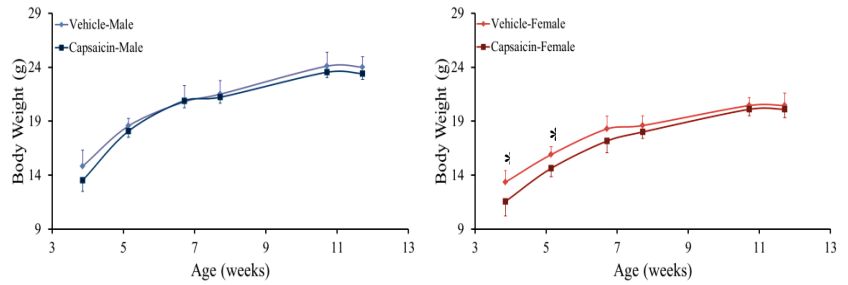 29
24
19
14
9
Body Weight (g)
Vehicle-Male
Capsaicin-Male
3 5 7 9 11 13
Age (weeks)
29
24
19
14
9
Body Weight (g)
Vehicle-Female
Capsaicin-Female
*
*
3 5 7 9 11 13
Age (weeks)